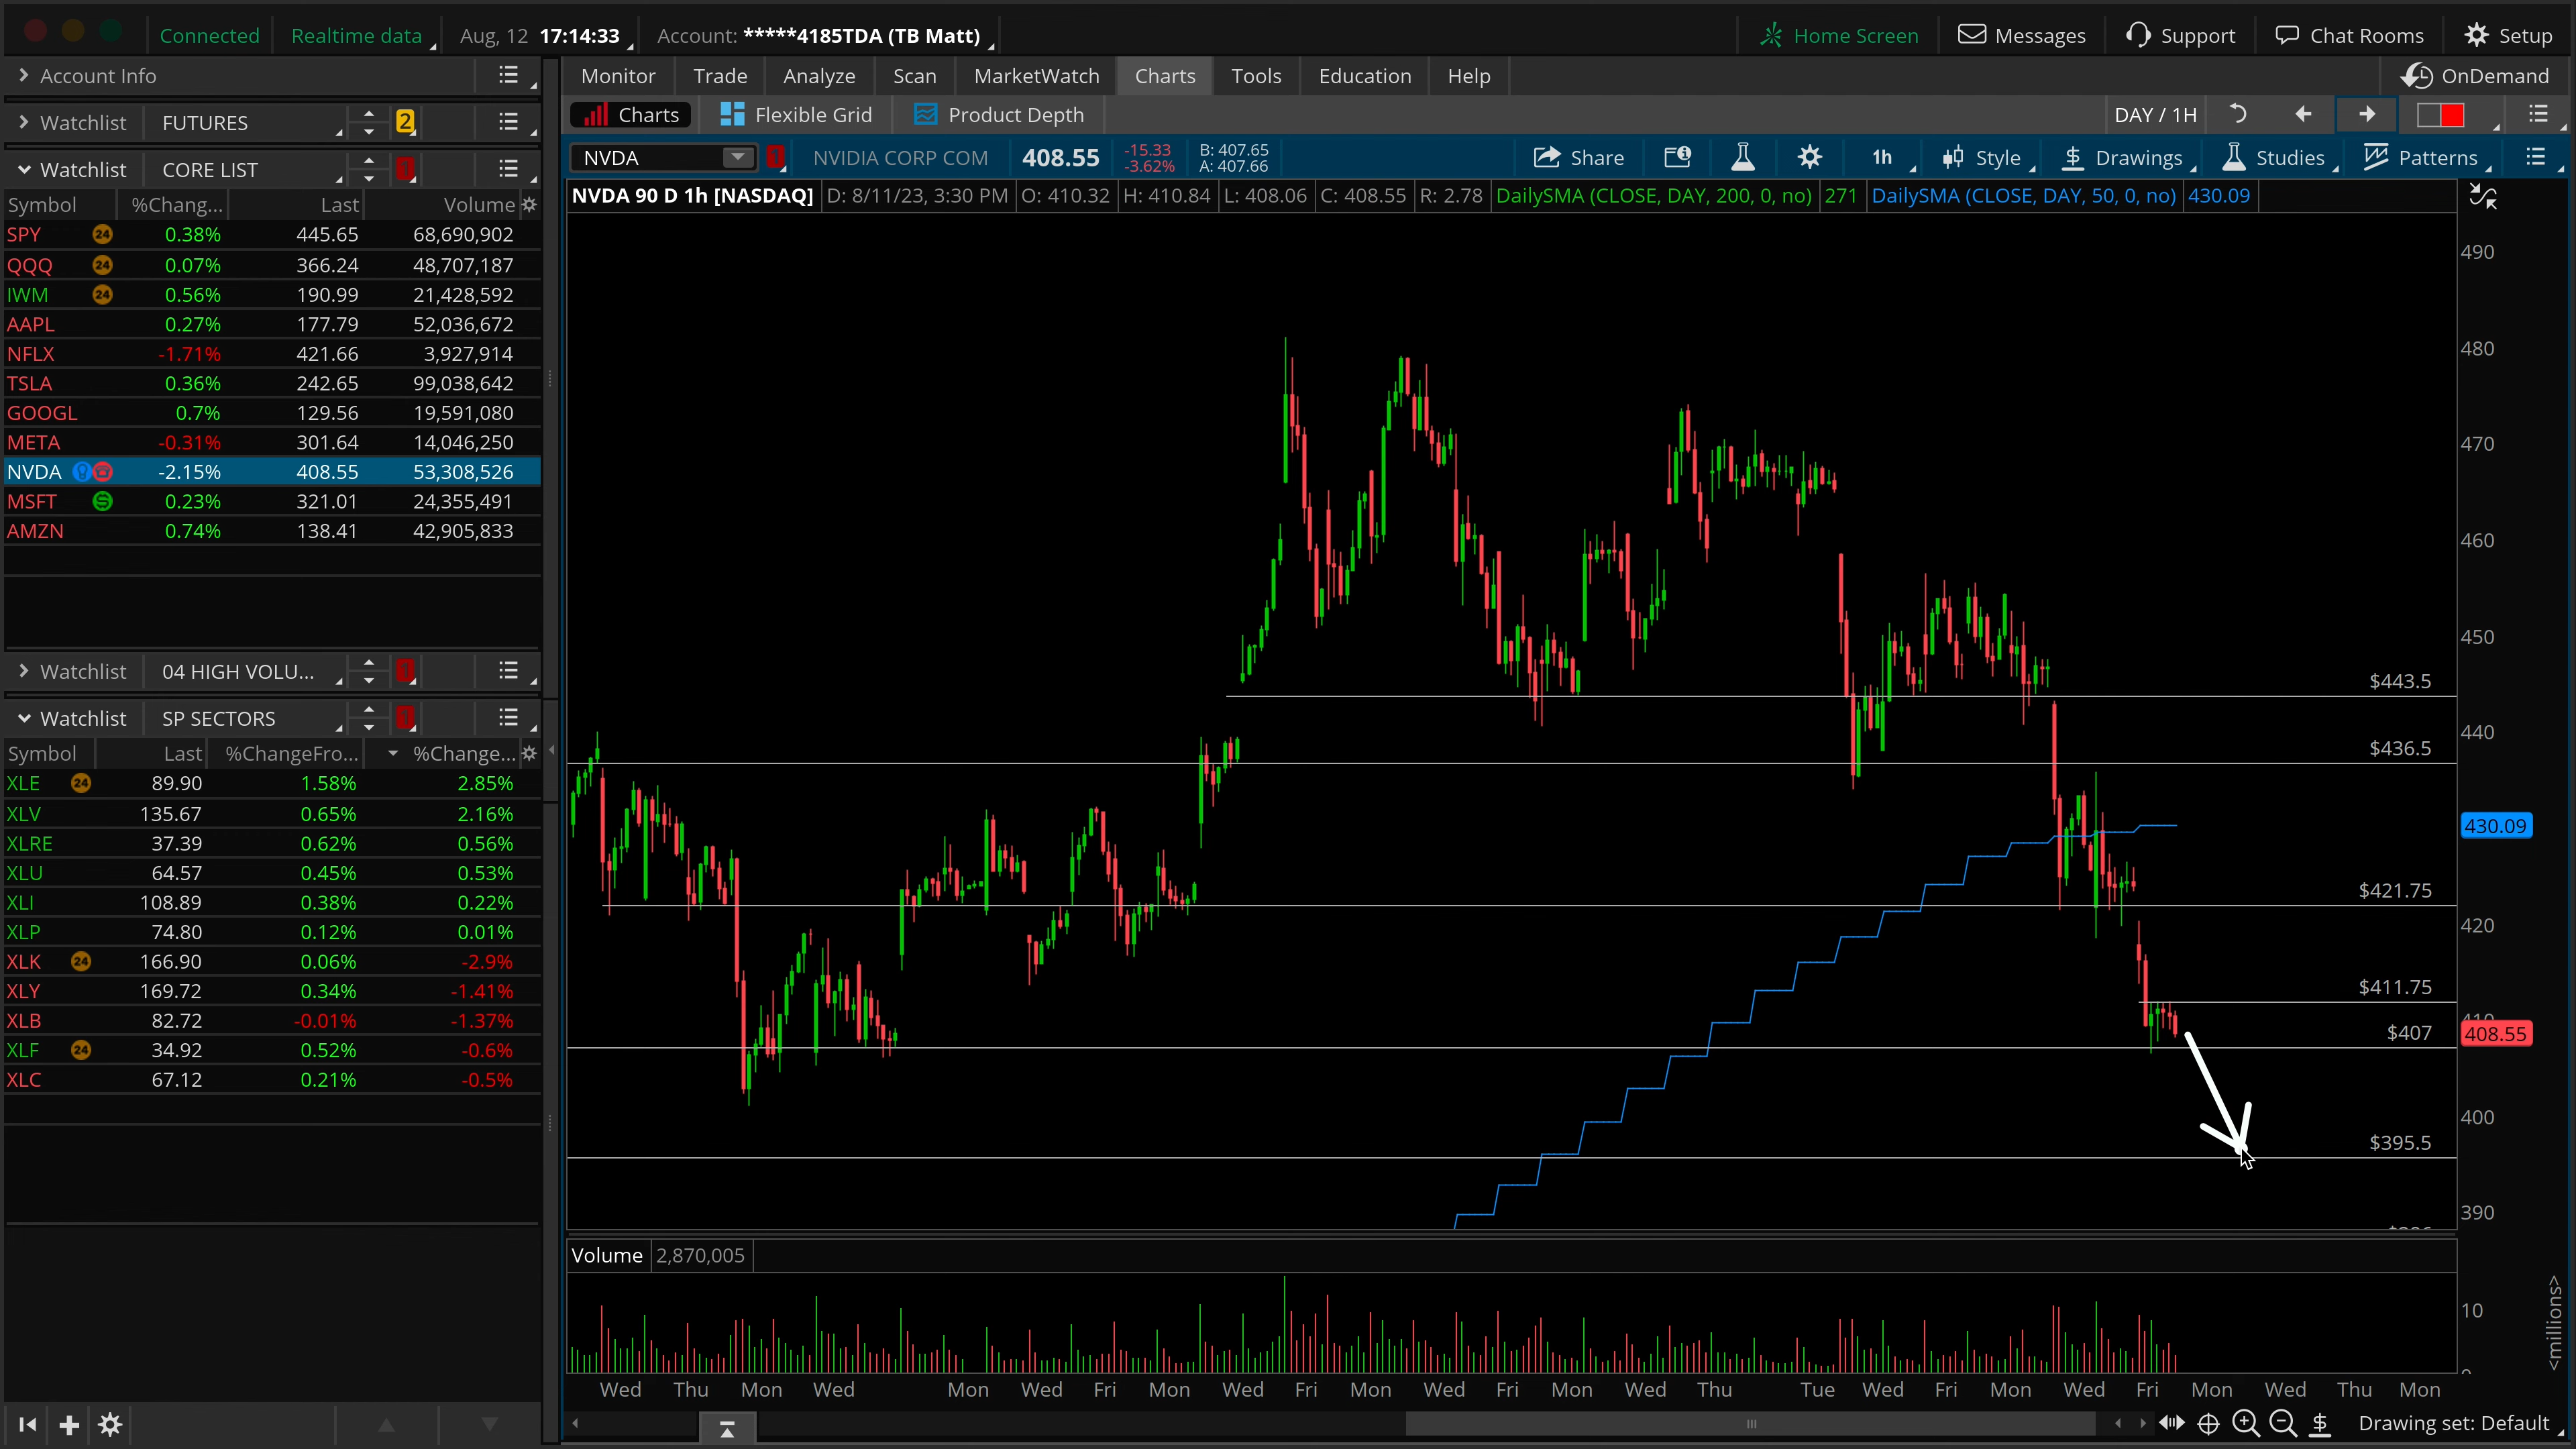 Connected Realtime data Aug, 12 17:14:33 Account: *****4185TDA (TB Matt) Home Screen Messages Support Chat Rooms Setup
Account Info
Monitor Trade Analyze Scan MarketWatch Charts Tools Education Help OnDemand
Watchlist FUTURES 2
Charts Flexible Grid Product Depth DAY / 1H
Watchlist CORE LIST 1
NVDA 1 NVIDIA CORP COM 408.55 -15.33 -3.62% B: 407.65 A: 407.66 Share 1h Style Drawings Studies Patterns
Symbol %Chang... Last Volume
NVDA 90 D 1h [NASDAQ] D: 8/11/23, 3:30 PM O: 410.32 H: 410.84 L: 408.06 C: 408.55 R: 2.78 DailySMA (CLOSE, DAY, 200, 0, no) 271 DailySMA (CLOSE, DAY, 50, 0, no) 430.09
SPY 24 0.38% 445.65 68,690,902
QQQ 24 0.07% 366.24 48,707,187
IWM 24 0.56% 190.99 21,428,592
AAPL 0.27% 177.79 52,036,672
NFLX -1.71% 421.66 3,927,914
TSLA 0.36% 242.65 99,038,642
GOOGL 0.7% 129.56 19,591,080
META -0.31% 301.64 14,046,250
NVDA -2.15% 408.55 53,308,526
MSFT 0.23% 321.01 24,355,491
AMZN 0.74% 138.41 42,905,833
Watchlist 04 HIGH VOLU... 1
Watchlist SP SECTORS 1
Symbol Last %ChangeFro... %Change...
XLE 24 89.90 1.58% 2.85%
XLV 135.67 0.65% 2.16%
XLRE 37.39 0.62% 0.56%
XLU 64.57 0.45% 0.53%
XLI 108.89 0.38% 0.22%
XLP 74.80 0.12% 0.01%
XLK 24 166.90 0.06% -2.9%
XLY 169.72 0.34% -1.41%
XLB 82.72 -0.01% -1.37%
XLF 24 34.92 0.52% -0.6%
XLC 67.12 0.21% -0.5%
490
480
470
460
450
$443.5
440
$436.5
430.09
$421.75
420
$411.75
410
408.55
$407
400
$395.5
390
Volume 2,870,005
10
<millions>
Wed Thu Mon Wed Mon Wed Fri Mon Wed Fri Mon Wed Fri Mon Wed Thu Tue Wed Fri Mon Wed Fri Mon Wed Thu Mon
Drawing set: Default